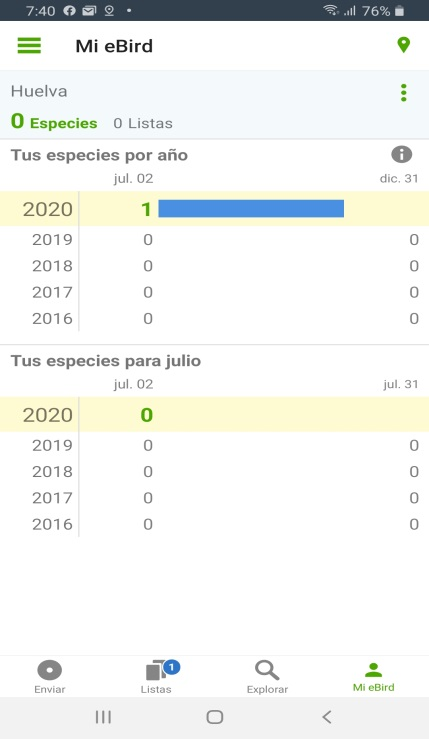 7:40 76%
Mi eBird
Huelva
0 Especies 0 Listas
Tus especies por año
jul. 02 dic. 31
2020 1
2019 0 0
2018 0 0
2017 0 0
2016 0 0
Tus especies para julio
jul. 02 jul. 31
2020 0
2019 0 0
2018 0 0
2017 0 0
2016 0 0
1
Enviar Listas Explorar Mi eBird